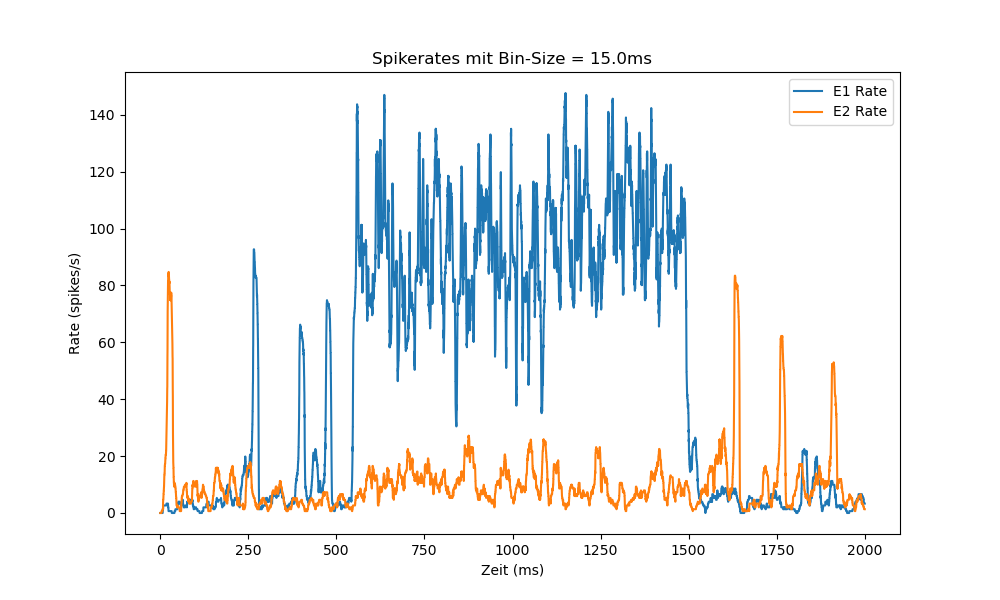 Spikerates mit Bin-Size = 15.0ms
E1 Rate
E2 Rate
Rate (spikes/s)
140
120
100
80
60
40
20
0
0 250 500 750 1000 1250 1500 1750 2000
Zeit (ms)